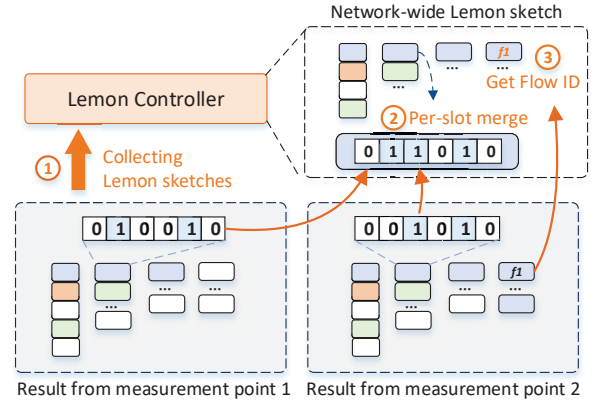 Network-wide Lemon sketch
f1
...
...
3
Get Flow ID
Lemon Controller
2 Per-slot merge
0 1 1 0 1 0
1
Collecting
Lemon sketches
0 1 0 0 1 0
0 0 1 0 1 0
f1
...
...
...
...
...
...
Result from measurement point 1
Result from measurement point 2